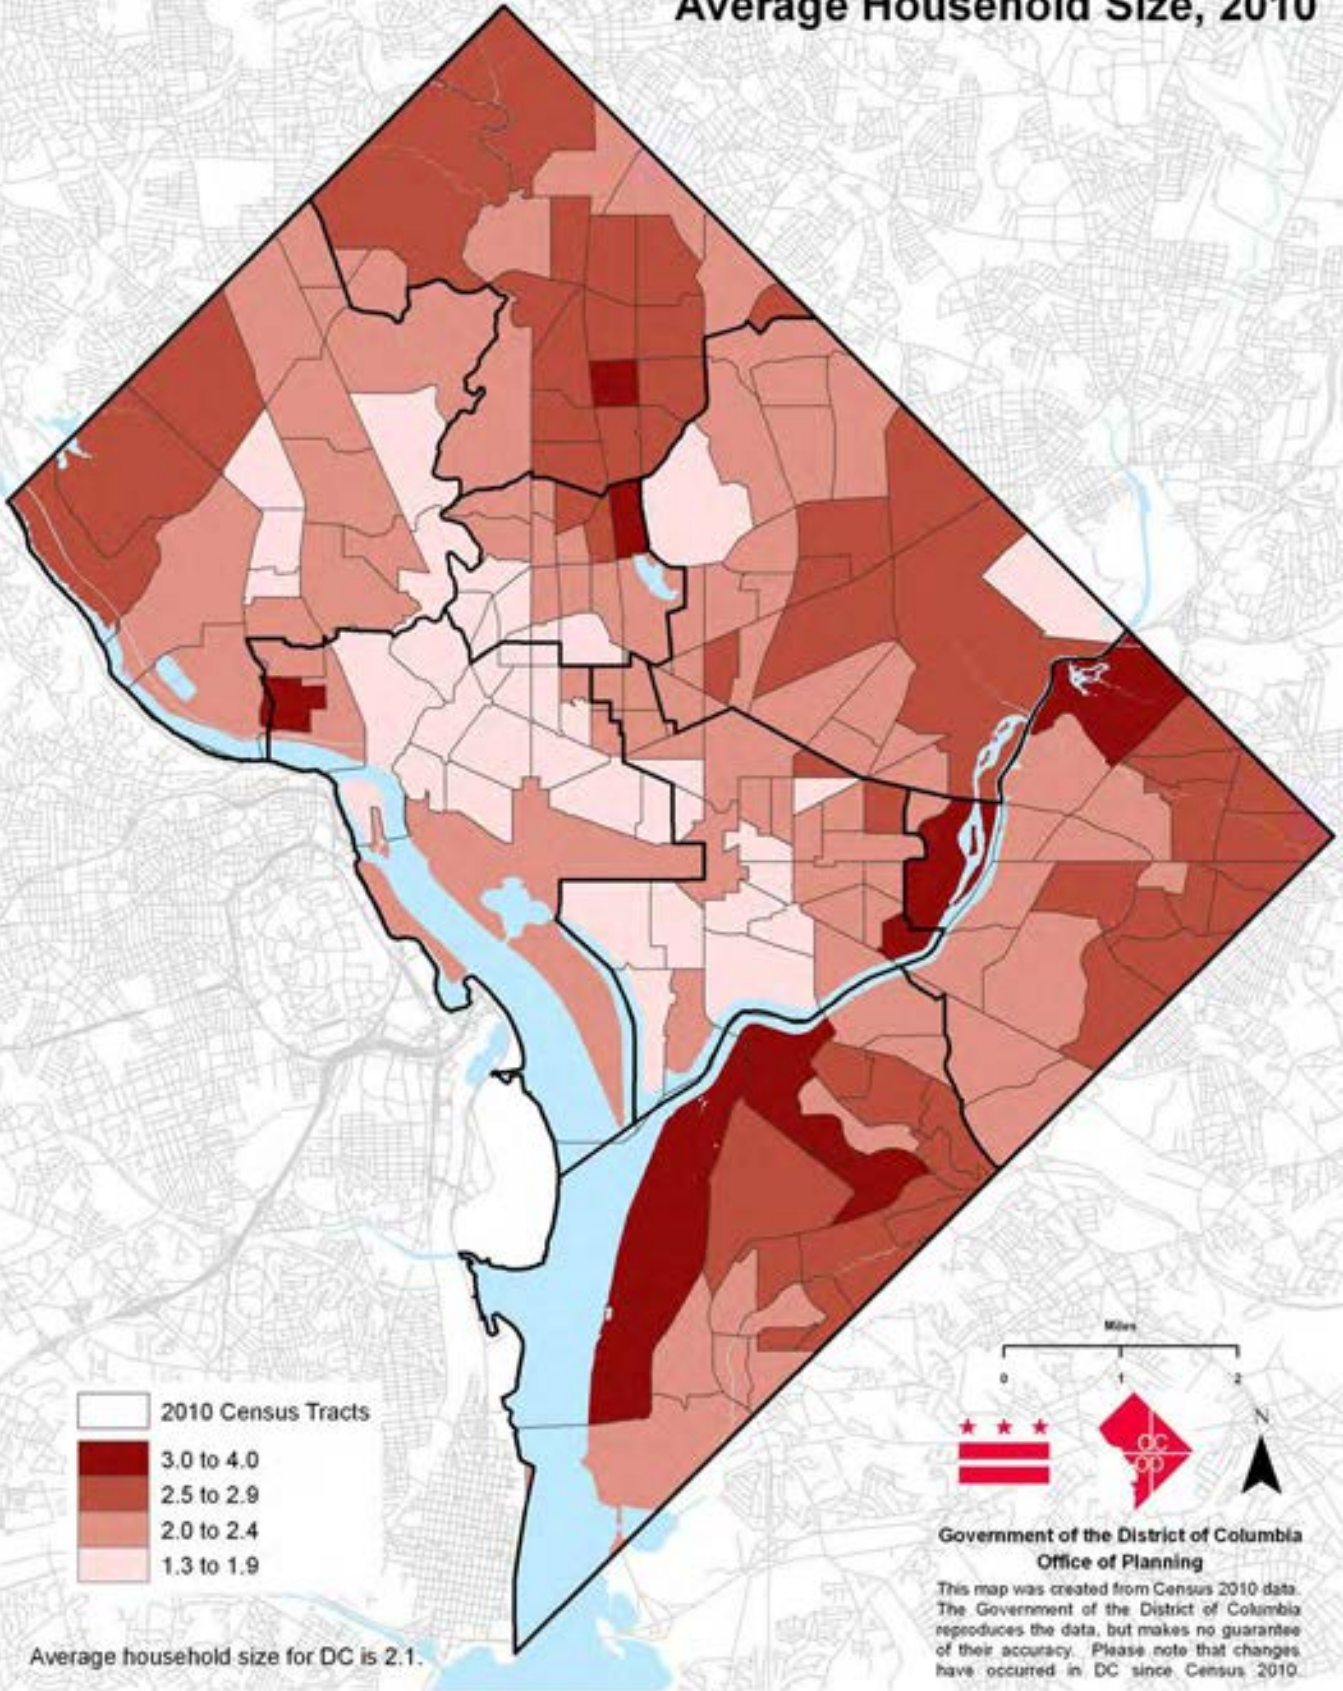 Average Household Size, 2010
2010 Census Tracts
3.0 to 4.0
2.5 to 2.9
2.0 to 2.4
1.3 to 1.9
Average household size for DC is 2.1.
Miles
0 1 2
N
DC
OP
Government of the District of Columbia
Office of Planning
This map was created from Census 2010 data.
The Government of the District of Columbia
reproduces the data, but makes no guarantee
of their accuracy. Please note that changes
have occurred in DC since Census 2010.